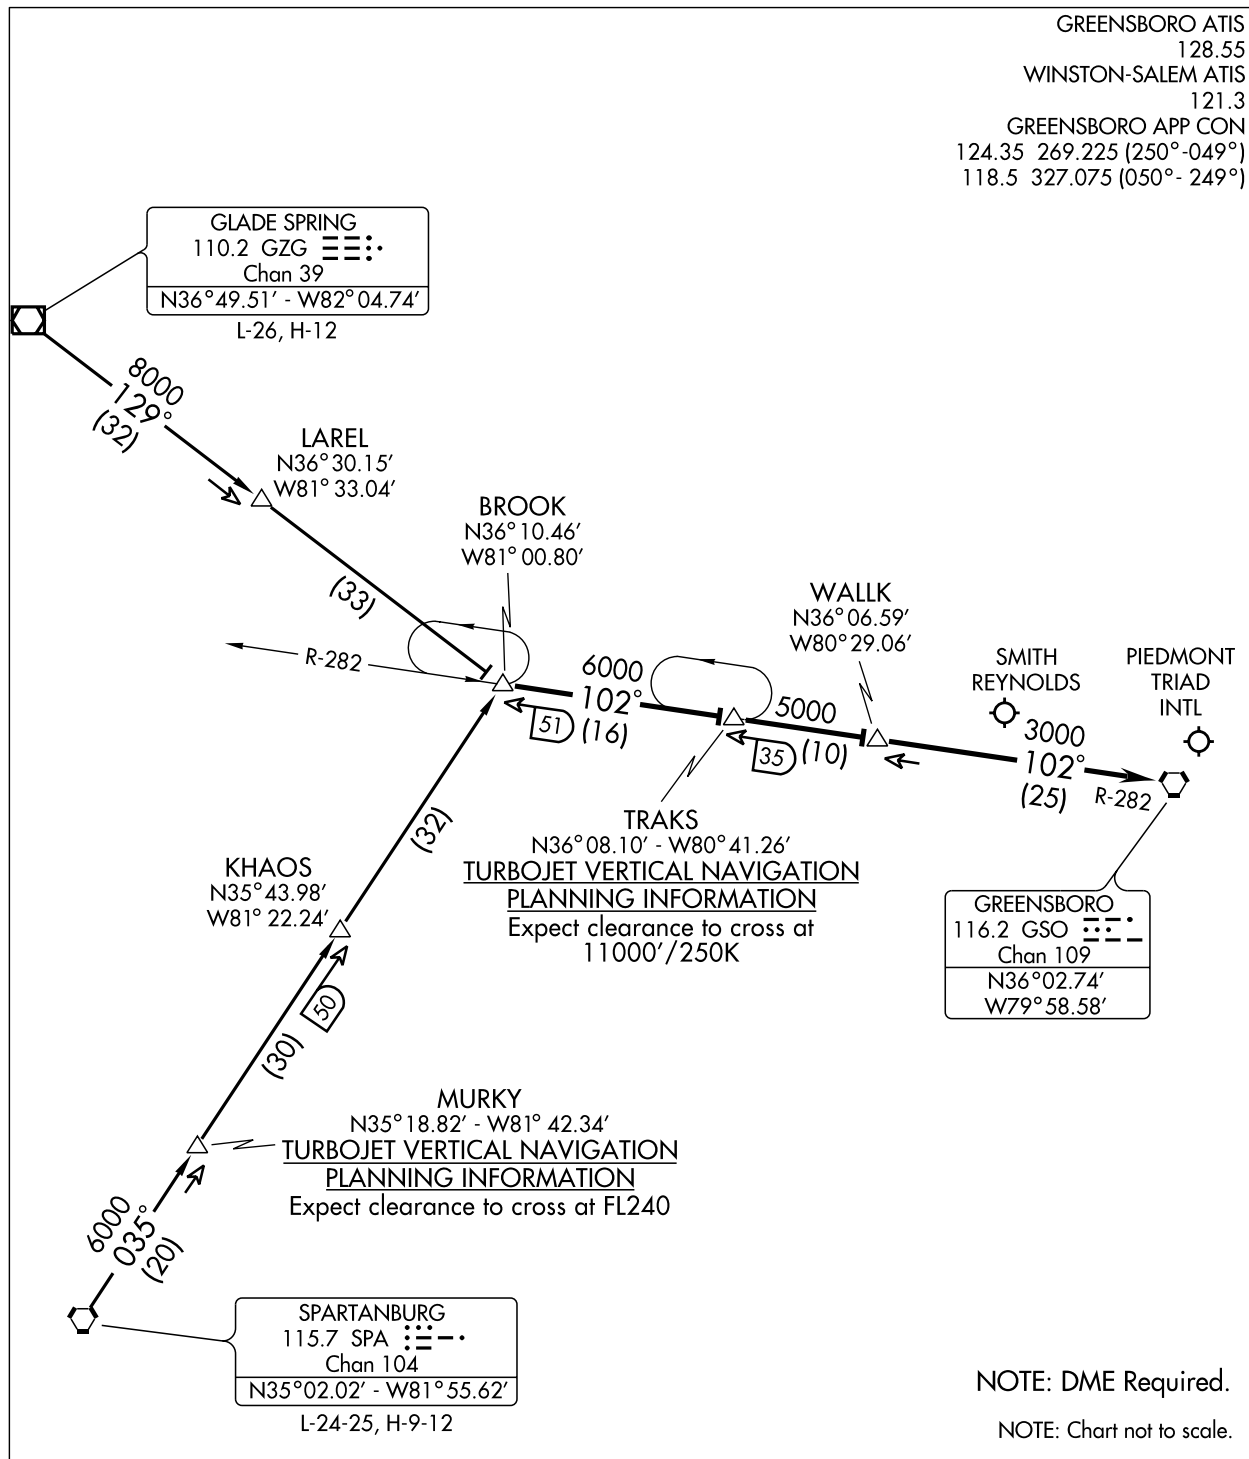 GREENSBORO ATIS
128.55
WINSTON-SALEM ATIS
121.3
GREENSBORO APP CON
124.35 269.225 (250°-049°)
118.5 327.075 (050°- 249°)
GLADE SPRING
110.2 GZG
Chan 39
N36°49.51′ - W82°04.74′
L-26, H-12
8000
129°
(32)
LAREL
N36°30.15′
W81°33.04′
(33)
BROOK
N36°10.46′
W81°00.80′
R-282
6000
102°
(16)
51
WALLK
N36°06.59′
W80°29.06′
5000
(10)
35
SMITH
REYNOLDS
PIEDMONT
TRIAD
INTL
3000
102°
(25)
R-282
TRAKS
N36°08.10′ - W80°41.26′
TURBOJET VERTICAL NAVIGATION
PLANNING INFORMATION
Expect clearance to cross at
11000′/250K
GREENSBORO
116.2 GSO
Chan 109
N36°02.74′
W79°58.58′
(32)
KHAOS
N35°43.98′
W81°22.24′
50
(30)
MURKY
N35°18.82′ - W81°42.34′
TURBOJET VERTICAL NAVIGATION
PLANNING INFORMATION
Expect clearance to cross at FL240
6000
035°
(20)
SPARTANBURG
115.7 SPA
Chan 104
N35°02.02′ - W81°55.62′
L-24-25, H-9-12
NOTE: DME Required.
NOTE: Chart not to scale.